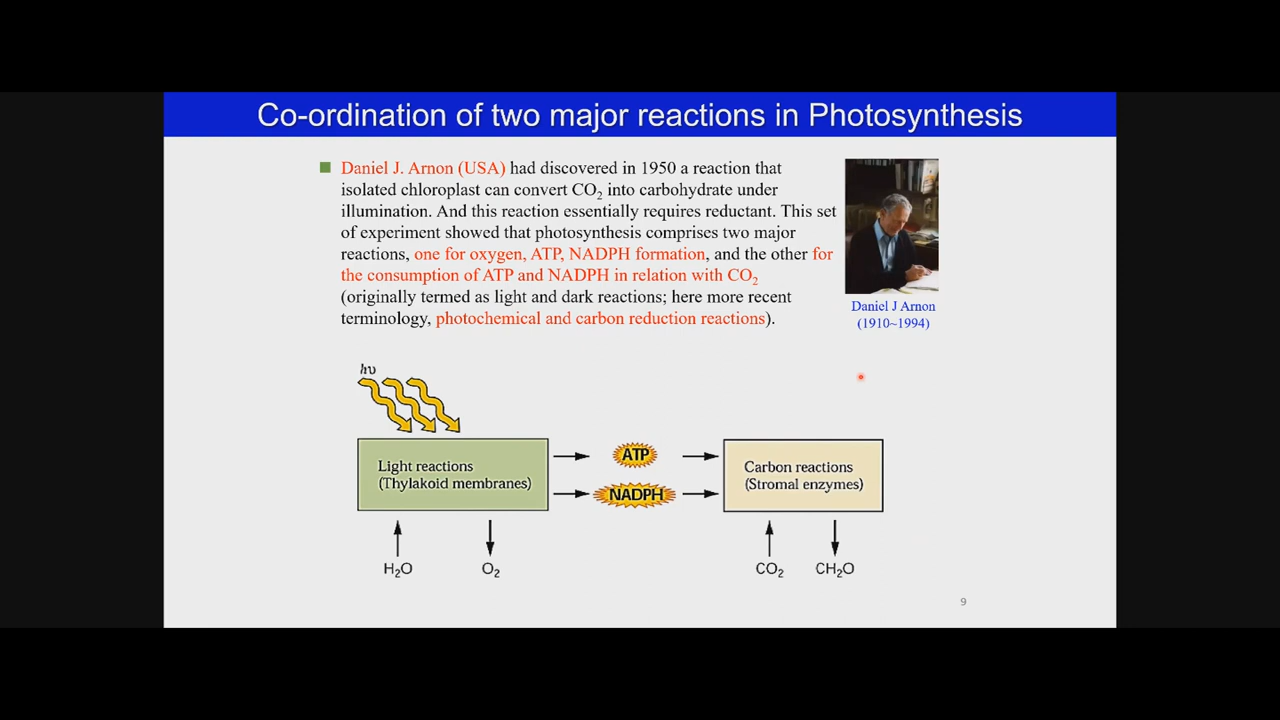 Co-ordination of two major reactions in Photosynthesis
Daniel J. Arnon (USA) had discovered in 1950 a reaction that
isolated chloroplast can convert CO₂ into carbohydrate under
illumination. And this reaction essentially requires reductant. This set
of experiment showed that photosynthesis comprises two major
reactions, one for oxygen, ATP, NADPH formation, and the other for
the consumption of ATP and NADPH in relation with CO₂
(originally termed as light and dark reactions; here more recent
terminology, photochemical and carbon reduction reactions).
Daniel J Arnon
(1910~1994)
hυ
Light reactions
(Thylakoid membranes)
ATP
NADPH
Carbon reactions
(Stromal enzymes)
H₂O
O₂
CO₂
CH₂O
9